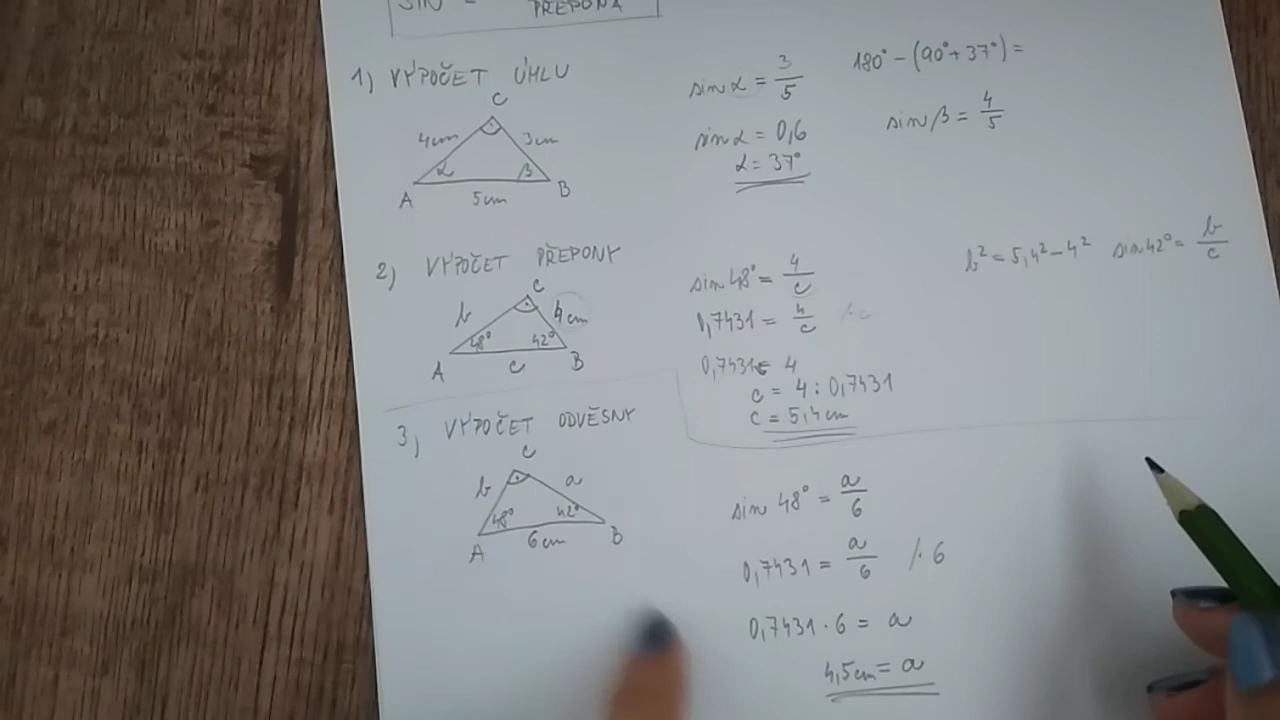 SIN = PŘEPONA
1) VÝPOČET ÚHLU
C
4cm 3cm
α β
A B
5cm
sin α = 3/5
sin α = 0,6
α = 37°
180° - (90° + 37°) =
sin β = 4/5
2) VÝPOČET PŘEPONY
C
b 4cm
48° 42°
A c B
sin 48° = 4/c
0,7431 = 4/c /·c
0,7431c = 4
c = 4 : 0,7431
c = 5,4cm
b² = 5,4² - 4² sin 42° = b/c
3) VÝPOČET ODVĚSNY
C
b a
48° 42°
A 6cm B
sin 48° = a/6
0,7431 = a/6 /·6
0,7431 · 6 = a
4,5cm = a